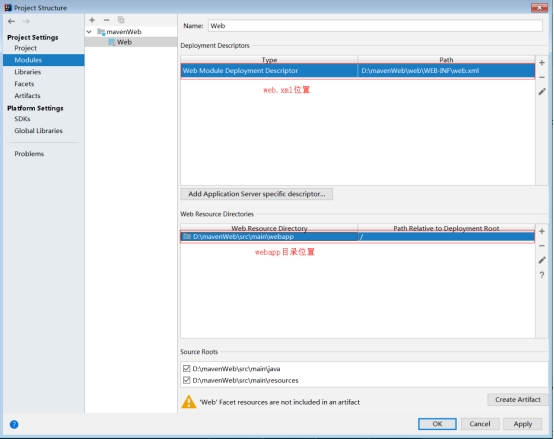 Project Structure
Project Settings
Project
Modules
Libraries
Facets
Artifacts
Platform Settings
SDKs
Global Libraries
Problems
mavenWeb
Web
Name: Web
Deployment Descriptors
Type Path
Web Module Deployment Descriptor D:\mavenWeb\web\WEB-INF\web.xml
web.xml位置
Add Application Server specific descriptor...
Web Resource Directories
Web Resource Directory Path Relative to Deployment Root
D:\mavenWeb\src\main\webapp /
webapp目录位置
Source Roots
D:\mavenWeb\src\main\java
D:\mavenWeb\src\main\resources
'Web' Facet resources are not included in an artifact
Create Artifact
OK Cancel Apply